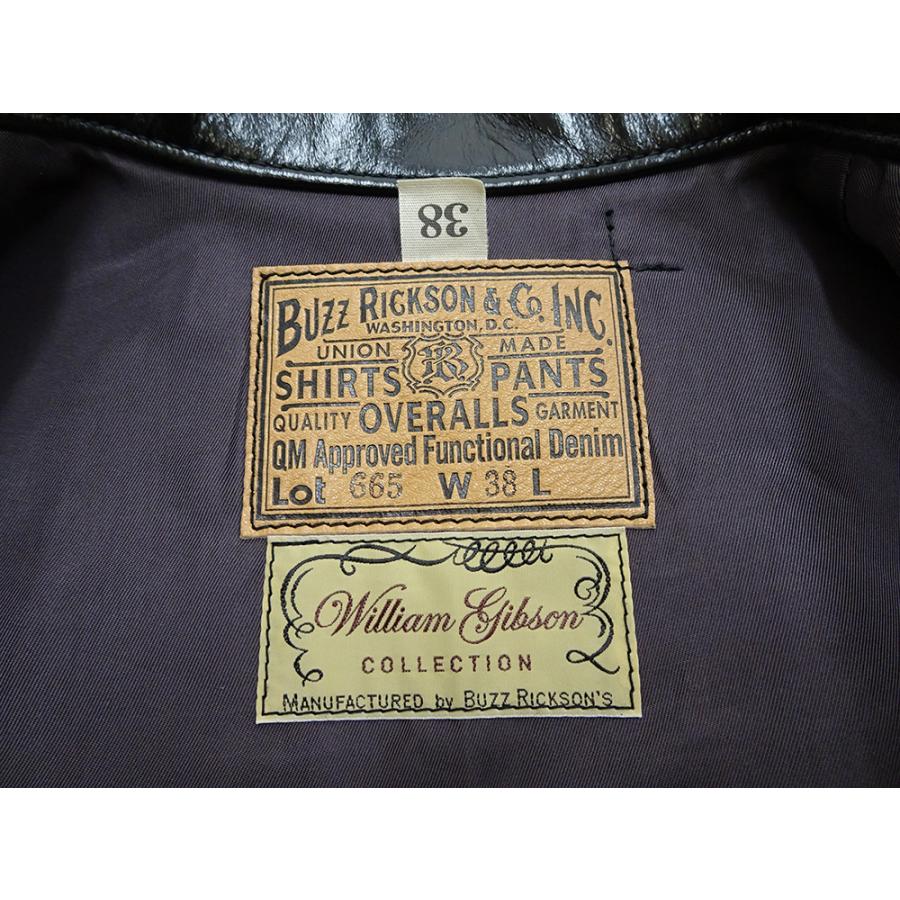 38
BUZZ RICKSON & CO. INC.
WASHINGTON, D.C.
UNION BR MADE
SHIRTS PANTS
QUALITY OVERALLS GARMENT
QM Approved Functional Denim
Lot 665 W 38 L
William Gibson
COLLECTION
MANUFACTURED by BUZZ RICKSON'S